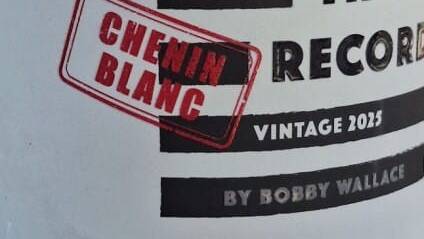 CHENIN
BLANC
RECORD
VINTAGE 2025
BY BOBBY WALLACE